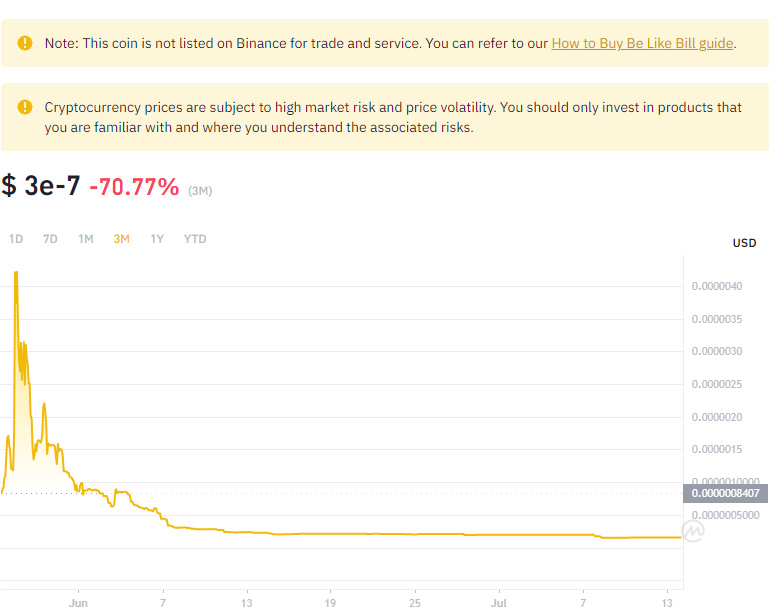 Note: This coin is not listed on Binance for trade and service. You can refer to our How to Buy Be Like Bill guide.
Cryptocurrency prices are subject to high market risk and price volatility. You should only invest in products that
you are familiar with and where you understand the associated risks.
$ 3e-7 -70.77% (3M)
1D 7D 1M 3M 1Y YTD
USD
0.0000040
0.0000035
0.0000030
0.0000025
0.0000020
0.0000015
0.0000010000
0.0000008407
0.0000005000
Jun 7 13 19 25 Jul 7 13